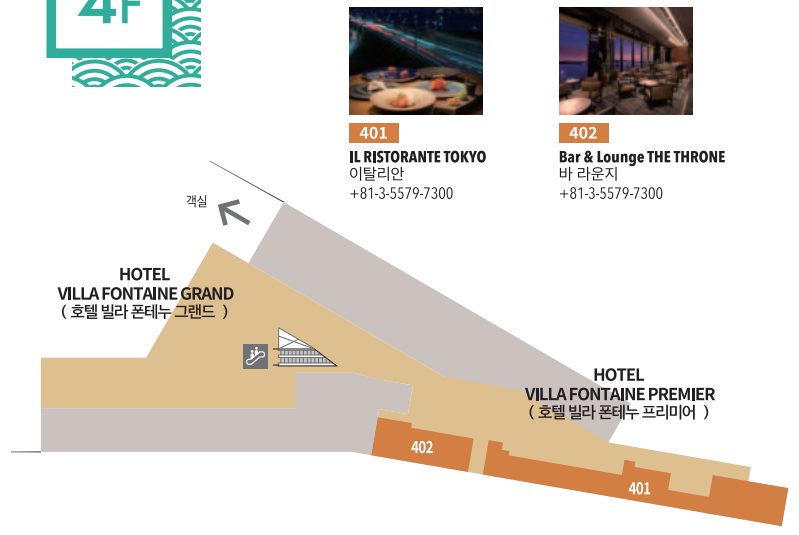 4F
401
IL RISTORANTE TOKYO
이탈리안
+81-3-5579-7300
402
Bar & Lounge THE THRONE
바 라운지
+81-3-5579-7300
객실
HOTEL
VILLA FONTAINE GRAND
( 호텔 빌라 폰테누 그랜드 )
HOTEL
VILLA FONTAINE PREMIER
( 호텔 빌라 폰테누 프리미어 )
402
401